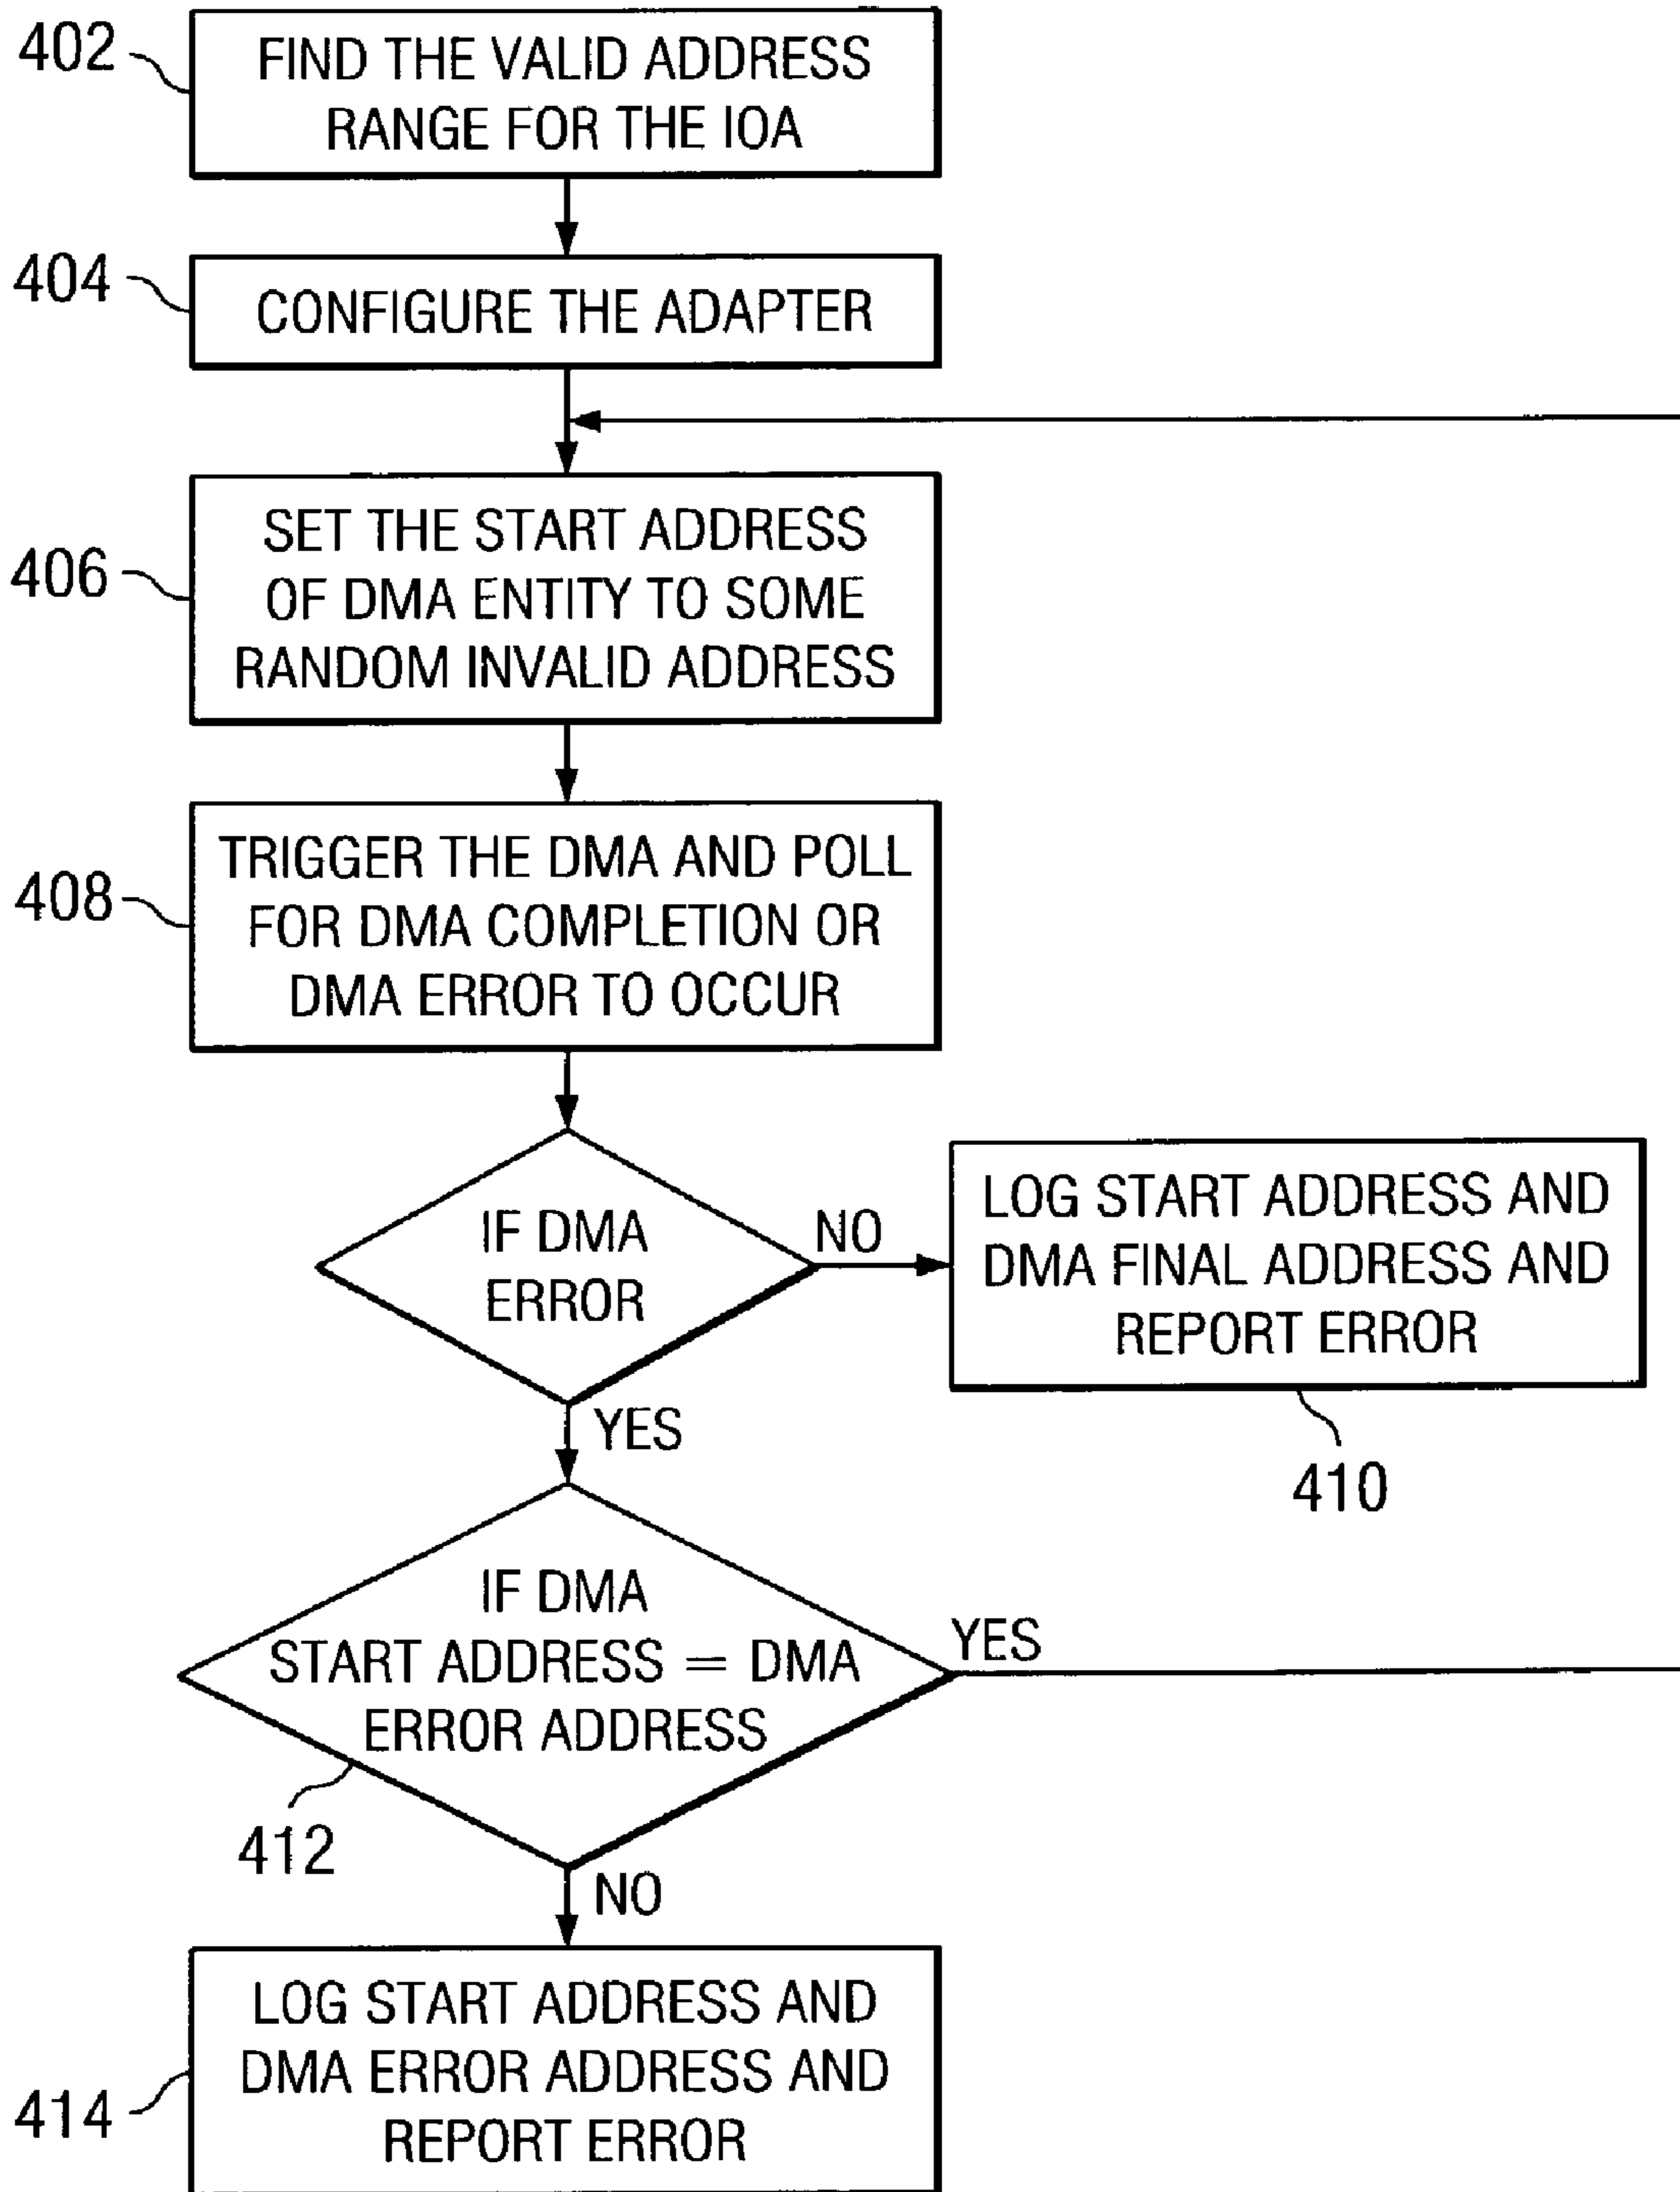 402
FIND THE VALID ADDRESS
RANGE FOR THE IOA
404
CONFIGURE THE ADAPTER
406
SET THE START ADDRESS
OF DMA ENTITY TO SOME
RANDOM INVALID ADDRESS
408
TRIGGER THE DMA AND POLL
FOR DMA COMPLETION OR
DMA ERROR TO OCCUR
IF DMA
ERROR
NO
LOG START ADDRESS AND
DMA FINAL ADDRESS AND
REPORT ERROR
410
YES
IF DMA
START ADDRESS = DMA
ERROR ADDRESS
YES
412
NO
LOG START ADDRESS AND
DMA ERROR ADDRESS AND
REPORT ERROR
414